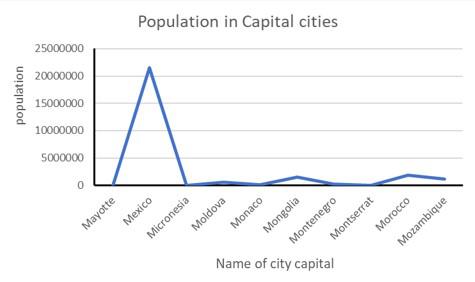 Population in Capital cities
population
25000000
20000000
15000000
10000000
5000000
0
Mayotte
Mexico
Micronesia
Moldova
Monaco
Mongolia
Montenegro
Montserrat
Morocco
Mozambique
Name of city capital